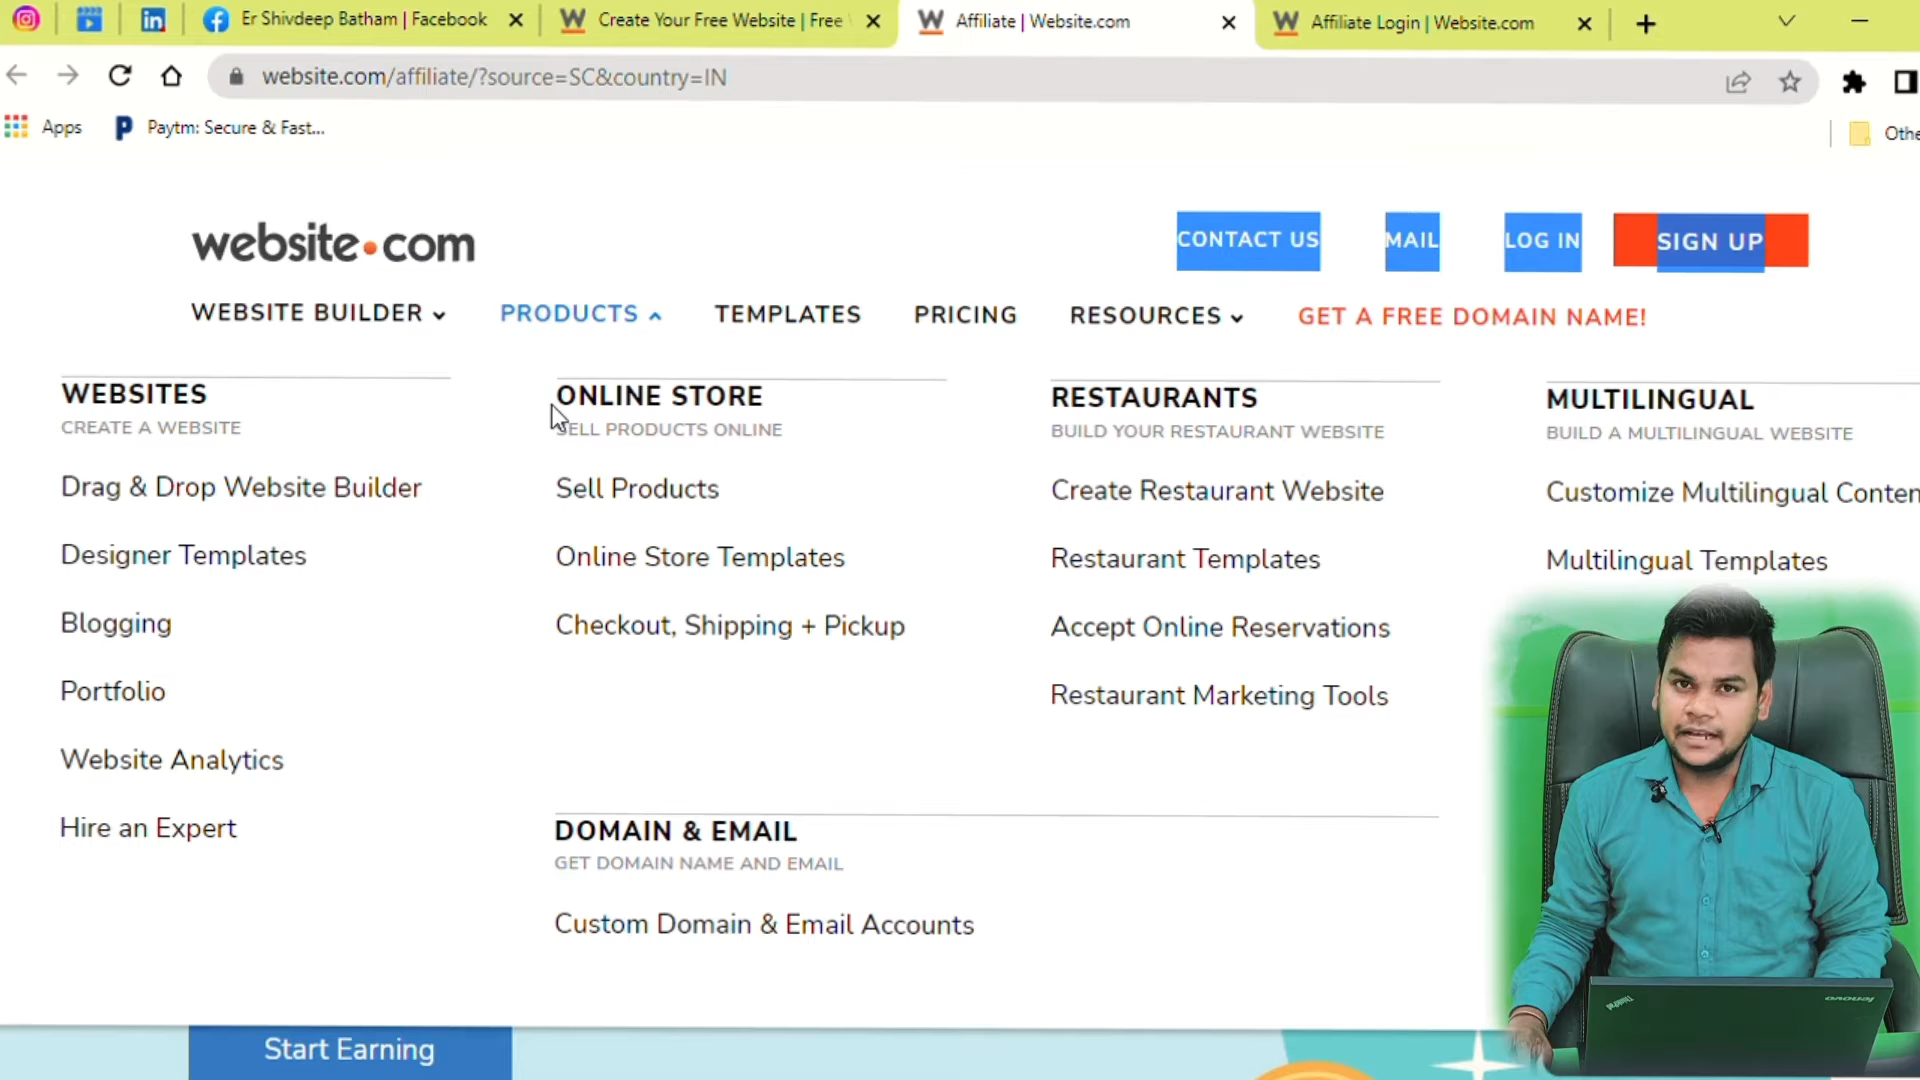 Er Shivdeep Batham | Facebook
Create Your Free Website | Free
Affiliate | Website.com
Affiliate Login | Website.com
website.com/affiliate/?source=SC&country=IN
Apps
Paytm: Secure & Fast...
website.com
CONTACT US
MAIL
LOG IN
SIGN UP
WEBSITE BUILDER
PRODUCTS
TEMPLATES
PRICING
RESOURCES
GET A FREE DOMAIN NAME!
WEBSITES
CREATE A WEBSITE
Drag & Drop Website Builder
Designer Templates
Blogging
Portfolio
Website Analytics
Hire an Expert
ONLINE STORE
SELL PRODUCTS ONLINE
Sell Products
Online Store Templates
Checkout, Shipping + Pickup
RESTAURANTS
BUILD YOUR RESTAURANT WEBSITE
Create Restaurant Website
Restaurant Templates
Accept Online Reservations
Restaurant Marketing Tools
MULTILINGUAL
BUILD A MULTILINGUAL WEBSITE
Customize Multilingual Conten
Multilingual Templates
DOMAIN & EMAIL
GET DOMAIN NAME AND EMAIL
Custom Domain & Email Accounts
Start Earning
ThinkPad
lenovo